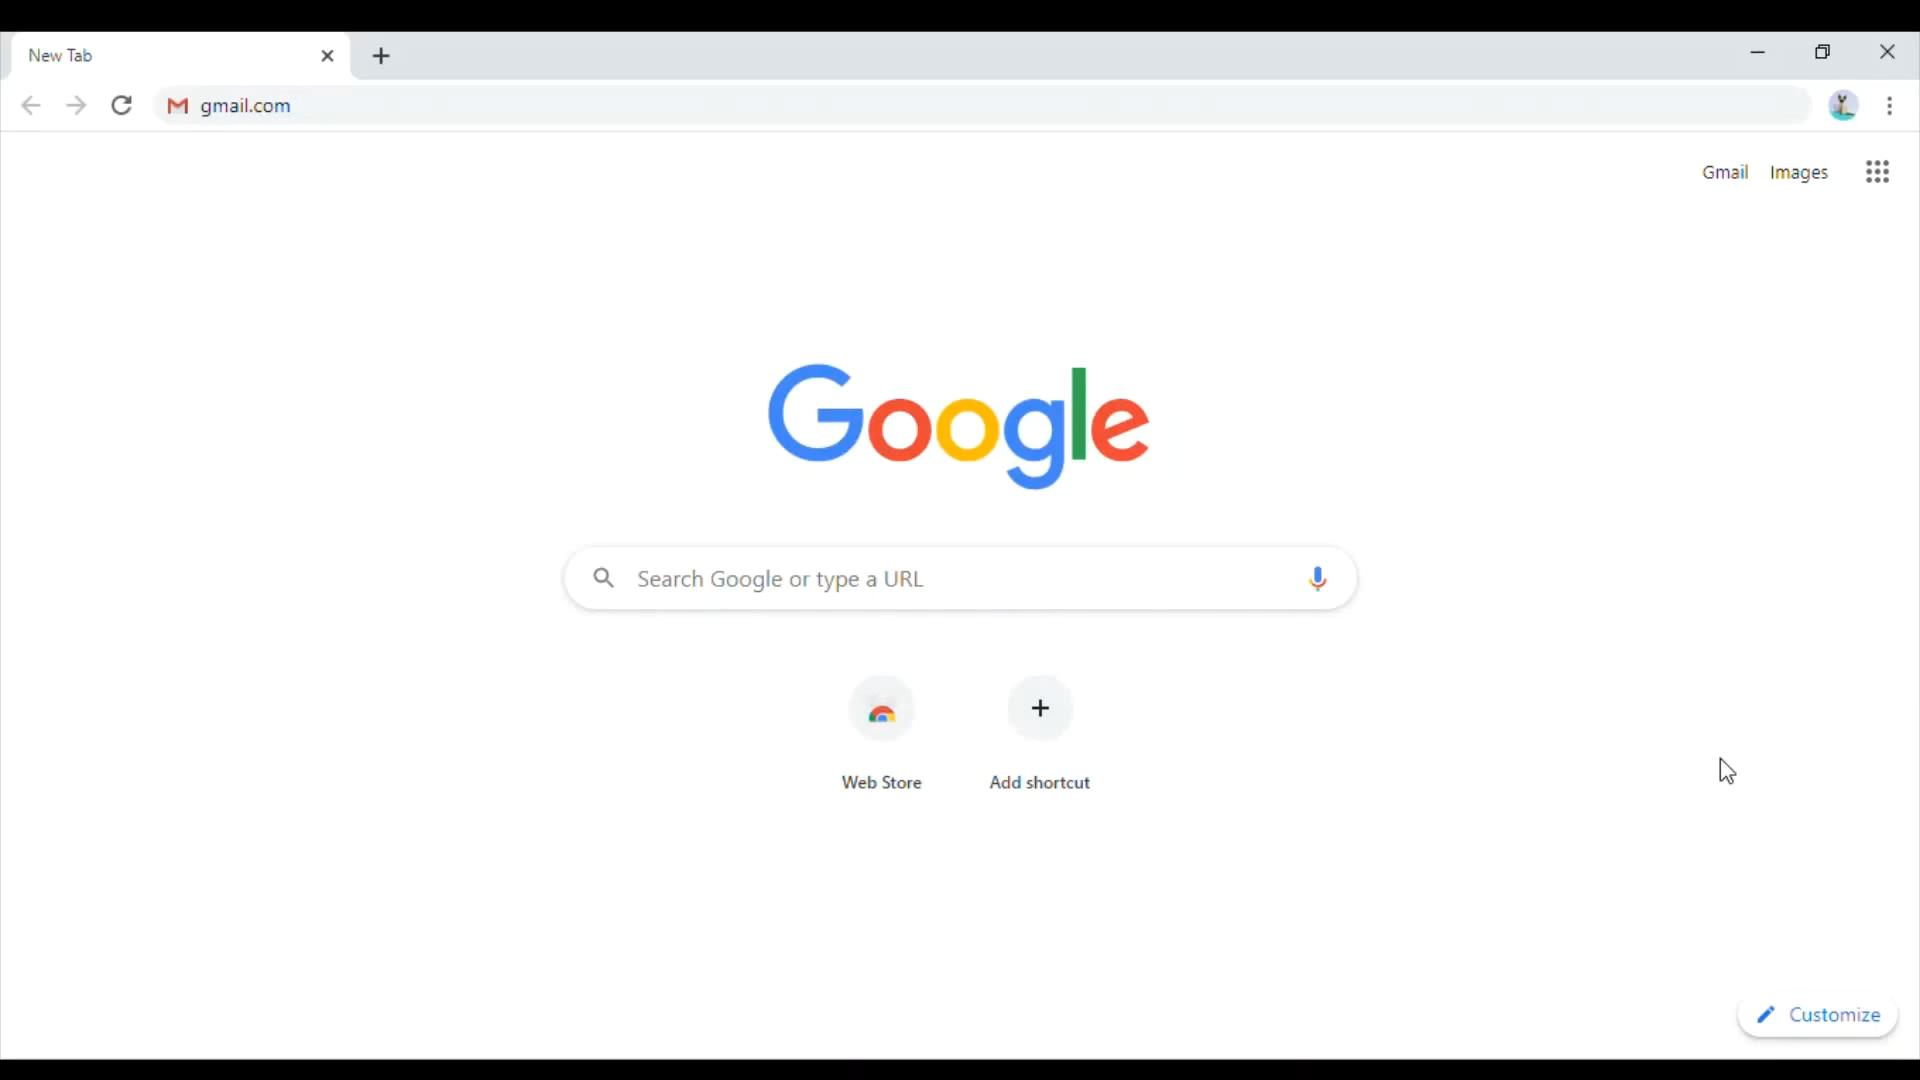 New Tab
gmail.com
Gmail Images
Google
Search Google or type a URL
Web Store Add shortcut
Customize